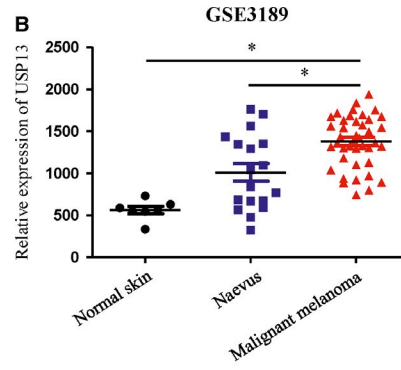 B
GSE3189
*
*
Relative expression of USP13
2500
2000
1500
1000
500
0
Normal skin
Naevus
Malignant melanoma